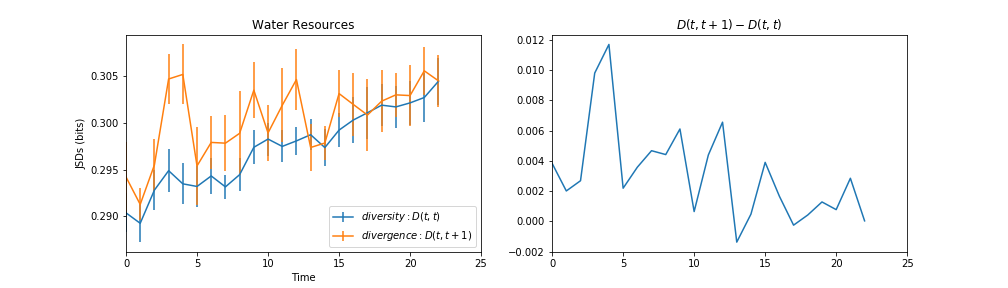 Water Resources
JSDs (bits)
0.305
0.300
0.295
0.290
0 5 10 15 20 25
Time
diversity: D(t, t)
divergence: D(t, t+1)
D(t, t+1) − D(t, t)
0.012
0.010
0.008
0.006
0.004
0.002
0.000
−0.002
0 5 10 15 20 25